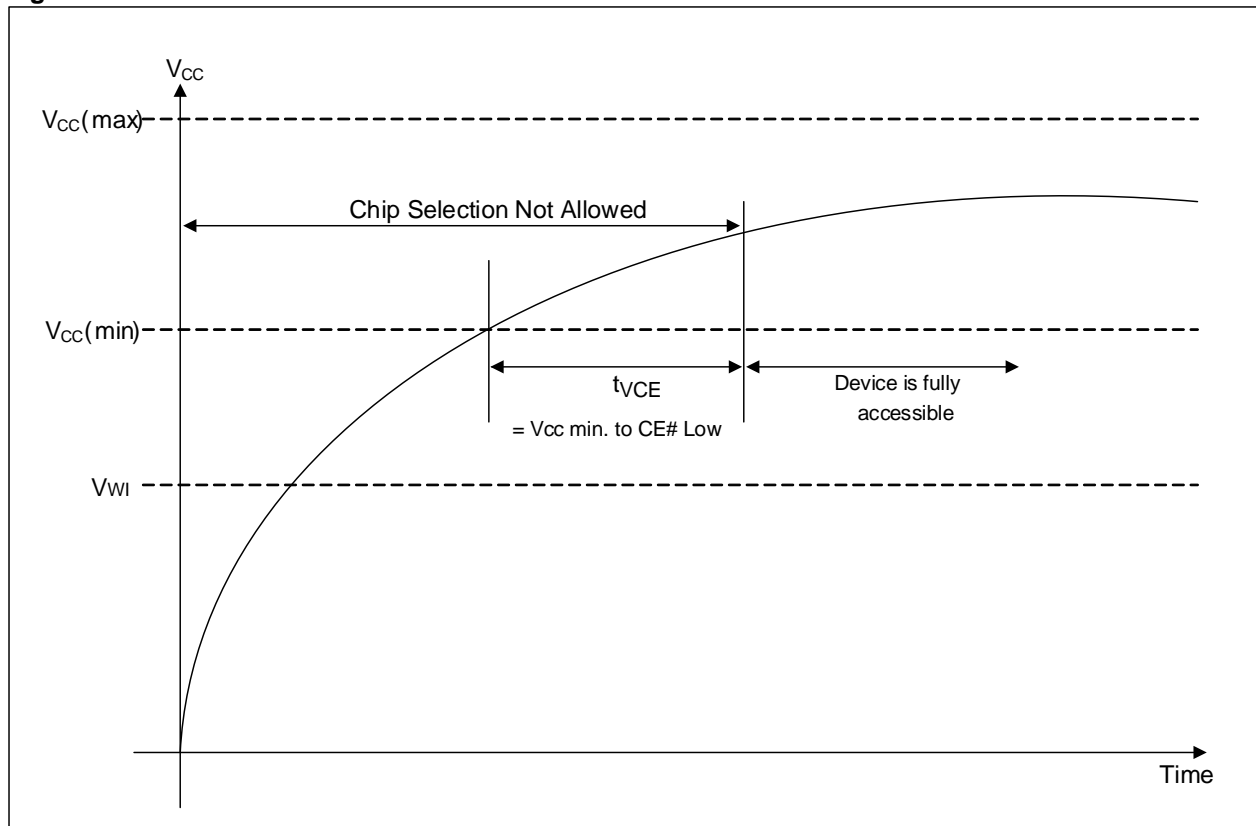 VCC
VCC(max)
Chip Selection Not Allowed
VCC(min)
tVCE
= Vcc min. to CE# Low
Device is fully
accessible
VWI
Time